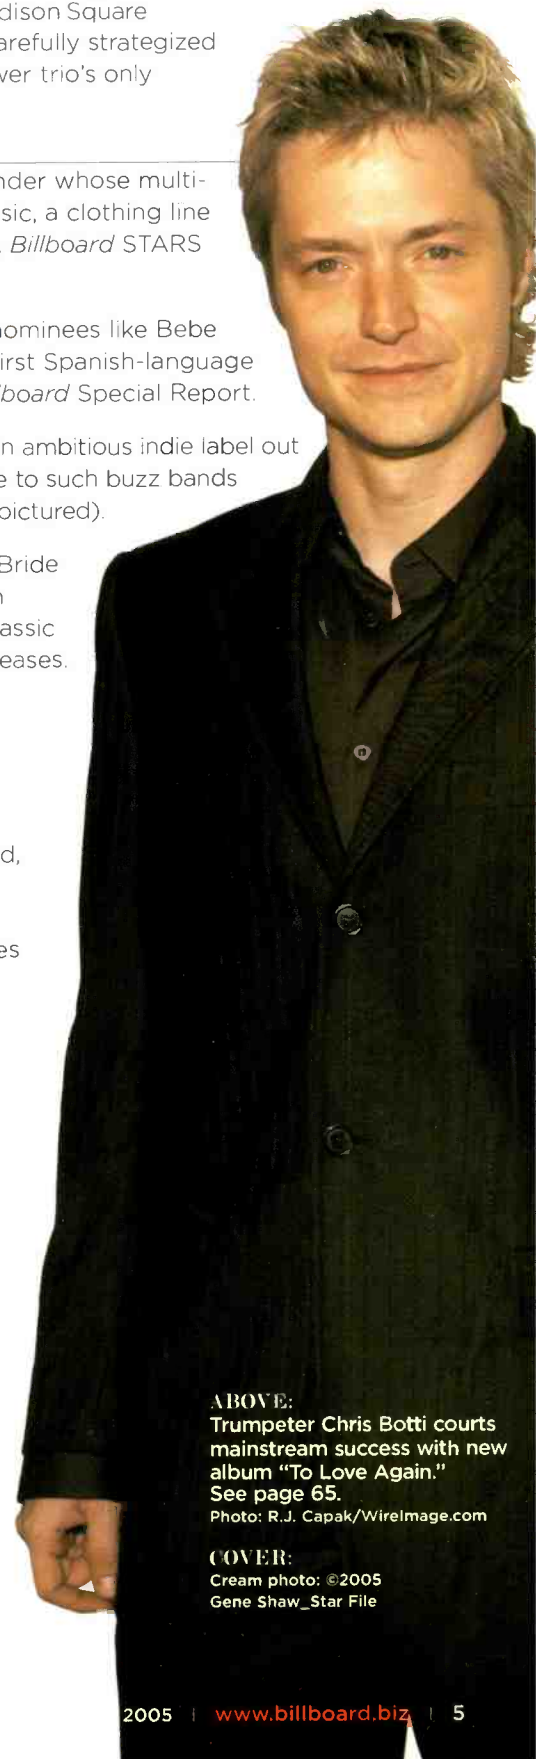 dison Square
arefully strategized
ver trio's only
nder whose multi-
sic, a clothing line
. Billboard STARS
nominees like Bebe
irst Spanish-language
lboard Special Report.
n ambitious indie label out
e to such buzz bands
pictured).
Bride
n
assic
eases.
d,
es
ABOVE:
Trumpeter Chris Botti courts
mainstream success with new
album “To Love Again.”
See page 65.
Photo: R.J. Capak/WireImage.com
COVER:
Cream photo: ©2005
Gene Shaw_Star File
2005 | www.billboard.biz | 5